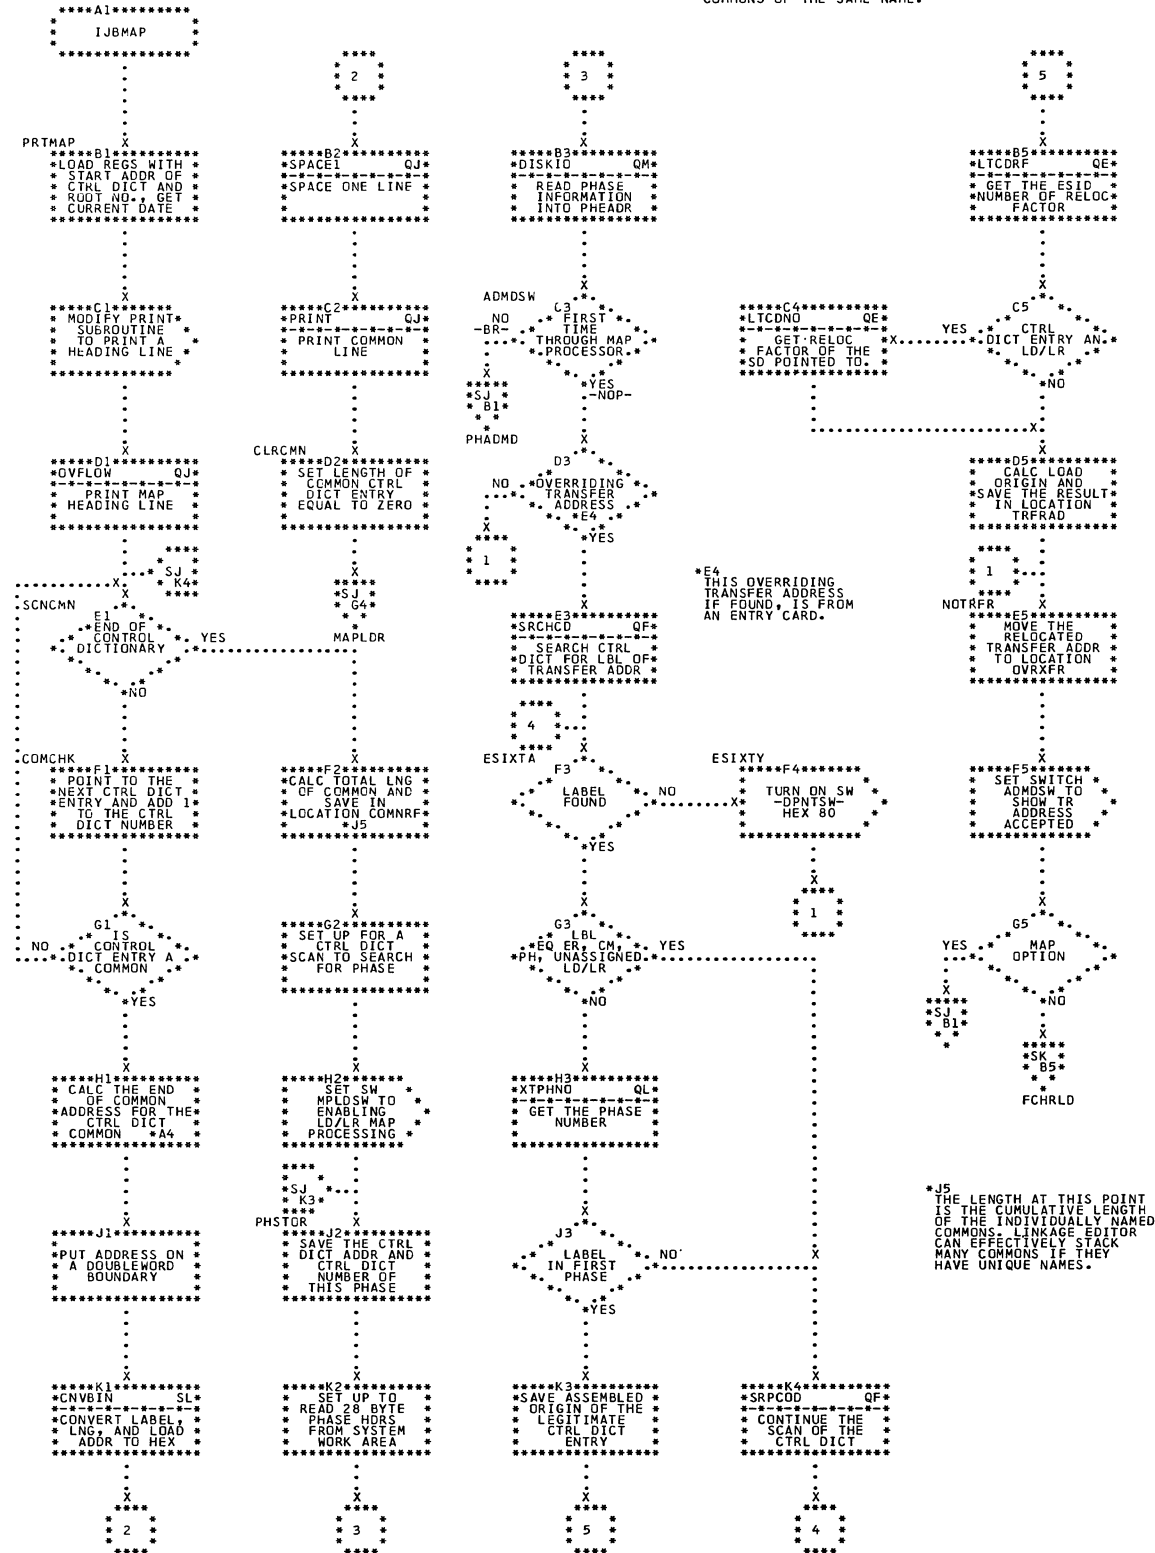 COMMONS OF THE SAME NAME.
A1
IJBMAP
PRTMAP
B1
LOAD REGS WITH
START ADDR OF
CTRL DICT AND
ROOT NO., GET
CURRENT DATE
C1
MODIFY PRINT
SUBROUTINE
TO PRINT A
HEADING LINE
D1
OVFLOW QJ
PRINT MAP
HEADING LINE
SJ
K4
SCNCMN
E1
END OF
CONTROL
DICTIONARY
YES
NO
COMCHK
F1
POINT TO THE
NEXT CTRL DICT
ENTRY AND ADD 1
TO THE CTRL
DICT NUMBER
G1
IS
CONTROL
DICT ENTRY A
COMMON
NO
YES
H1
CALC THE END
OF COMMON
ADDRESS FOR THE
CTRL DICT
COMMON *A4
J1
PUT ADDRESS ON
A DOUBLEWORD
BOUNDARY
K1
CNVBIN SL
CONVERT LABEL,
LNG, AND LOAD
ADDR TO HEX
2
2
B2
SPACE1 QJ
SPACE ONE LINE
C2
PRINT QJ
PRINT COMMON
LINE
CLRCMN
D2
SET LENGTH OF
COMMON CTRL
DICT ENTRY
EQUAL TO ZERO
SJ
G4
MAPLDR
F2
CALC TOTAL LNG
OF COMMON AND
SAVE IN
LOCATION COMNRF
*J5
G2
SET UP FOR A
CTRL DICT
SCAN TO SEARCH
FOR PHASE
H2
SET SW
MPLDSW TO
ENABLING
LD/LR MAP
PROCESSING
SJ
K3
PHSTOR
J2
SAVE THE CTRL
DICT ADDR AND
CTRL DICT
NUMBER OF
THIS PHASE
K2
SET UP TO
READ 28 BYTE
PHASE HDRS
FROM SYSTEM
WORK AREA
3
3
B3
DISKIO QM
READ PHASE
INFORMATION
INTO PHEADR
ADMDSW
C3
FIRST
TIME
THROUGH MAP
PROCESSOR
NO
-BR-
YES
-NOP-
SJ
B1
PHADMD
D3
OVERRIDING
TRANSFER
ADDRESS
*E4
NO
YES
1
E3
SRCHCD QF
SEARCH CTRL
DICT FOR LBL OF
TRANSFER ADDR
4
ESIXTA
F3
LABEL
FOUND
NO
YES
G3
LBL
EQ ER, CM,
PH, UNASSIGNED
LD/LR
YES
NO
H3
XTPHNO QL
GET THE PHASE
NUMBER
J3
LABEL
IN FIRST
PHASE
NO
YES
K3
SAVE ASSEMBLED
ORIGIN OF THE
LEGITIMATE
CTRL DICT
ENTRY
5
C4
LTCDNO QE
GET RELOC
FACTOR OF THE
SD POINTED TO.
*E4
THIS OVERRIDING
TRANSFER ADDRESS
IF FOUND, IS FROM
AN ENTRY CARD.
ESIXTY
F4
TURN ON SW
-DPNTSW-
HEX 80
1
K4
SRPCOD QF
CONTINUE THE
SCAN OF THE
CTRL DICT
4
5
B5
LTCDRF QE
GET THE ESID
NUMBER OF RELOC
FACTOR
C5
CTRL
DICT ENTRY AN
LD/LR
YES
NO
D5
CALC LOAD
ORIGIN AND
SAVE THE RESULT
IN LOCATION
TRFRAD
1
NOTRFR
E5
MOVE THE
RELOCATED
TRANSFER ADDR
TO LOCATION
OVRXFR
F5
SET SWITCH
ADMDSW TO
SHOW TR
ADDRESS
ACCEPTED
G5
MAP
OPTION
YES
NO
SJ
B1
SK
B5
FCHRLD
*J5
THE LENGTH AT THIS POINT
IS THE CUMULATIVE LENGTH
OF THE INDIVIDUALLY NAMED
COMMONS. LINKAGE EDITOR
CAN EFFECTIVELY STACK
MANY COMMONS IF THEY
HAVE UNIQUE NAMES.